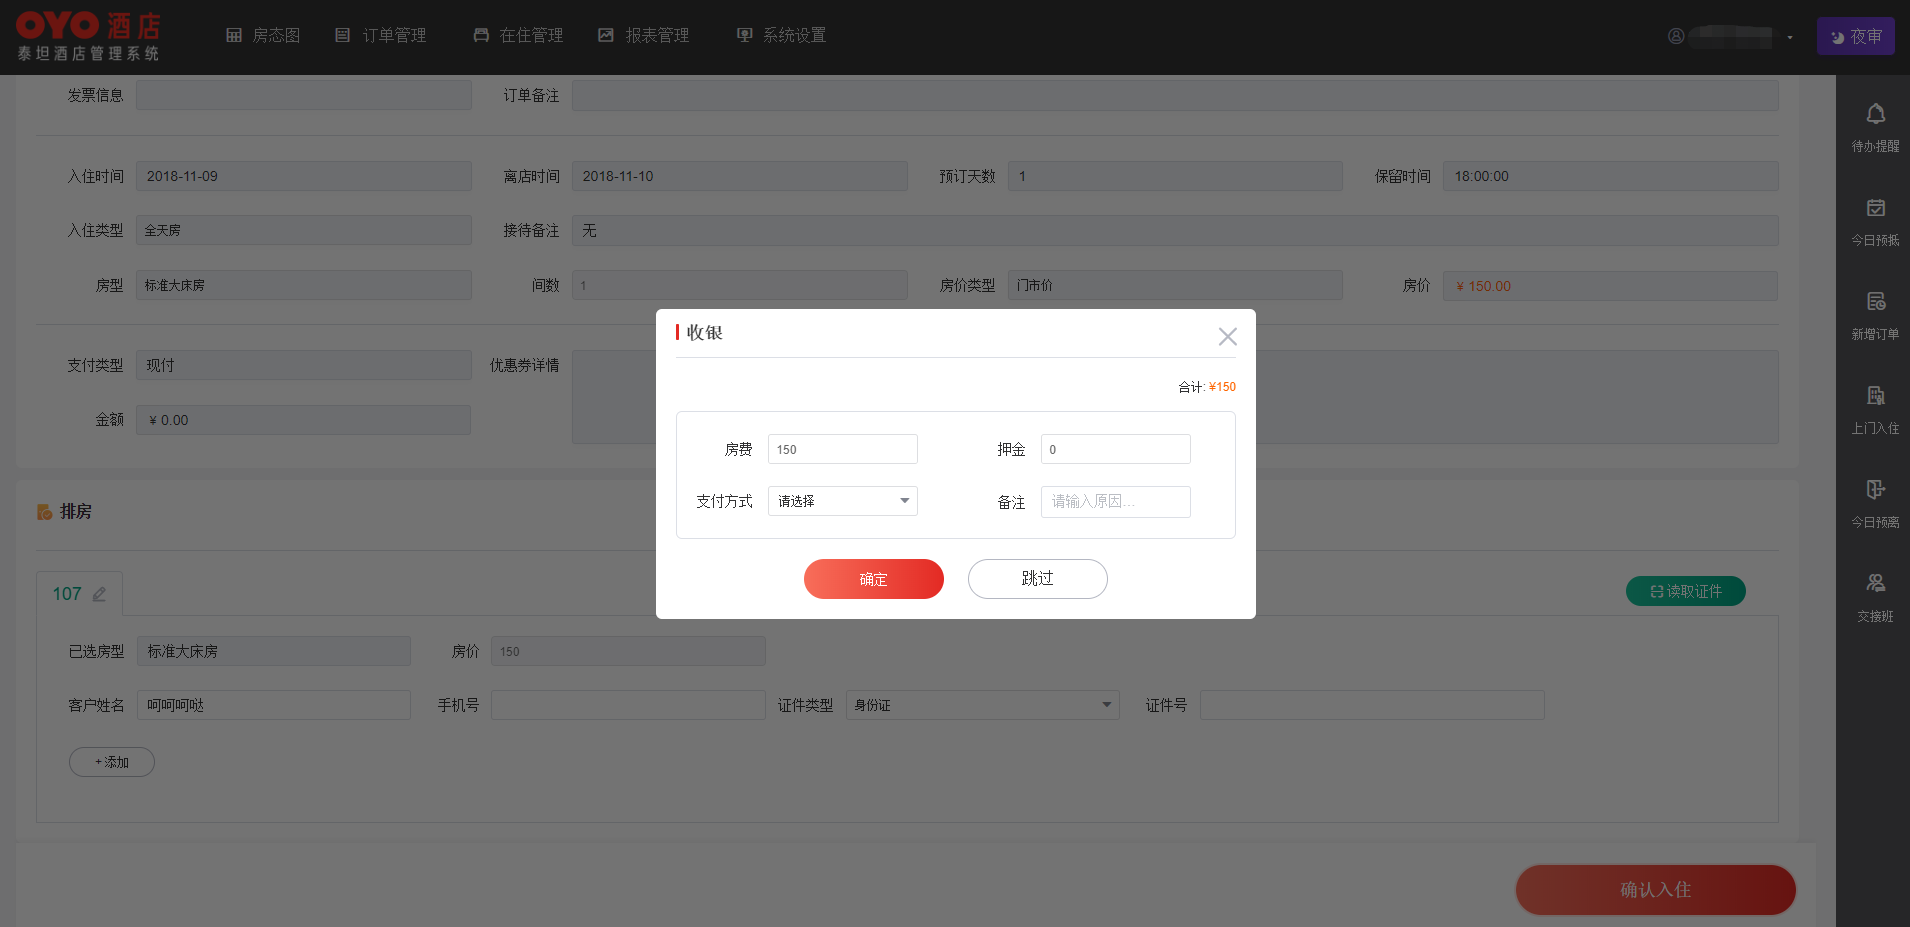 OYO 酒店
泰坦酒店管理系统
房态图 订单管理 在住管理 报表管理 系统设置 夜审
发票信息 订单备注
入住时间 2018-11-09 离店时间 2018-11-10 预订天数 1 保留时间 18:00:00
入住类型 全天房 接待备注 无
房型 标准大床房 间数 1 房价类型 门市价 房价 ¥ 150.00
支付类型 现付 优惠券详情
金额 ¥ 0.00
收银
合计: ¥150
房费 150 押金 0
支付方式 请选择 备注 请输入原因...
确定 跳过
排房
107 读取证件
已选房型 标准大床房 房价 150
客户姓名 呵呵呵哒 手机号 证件类型 身份证 证件号
+ 添加
确认入住
待办提醒
今日预抵
新增订单
上门入住
今日预离
交接班